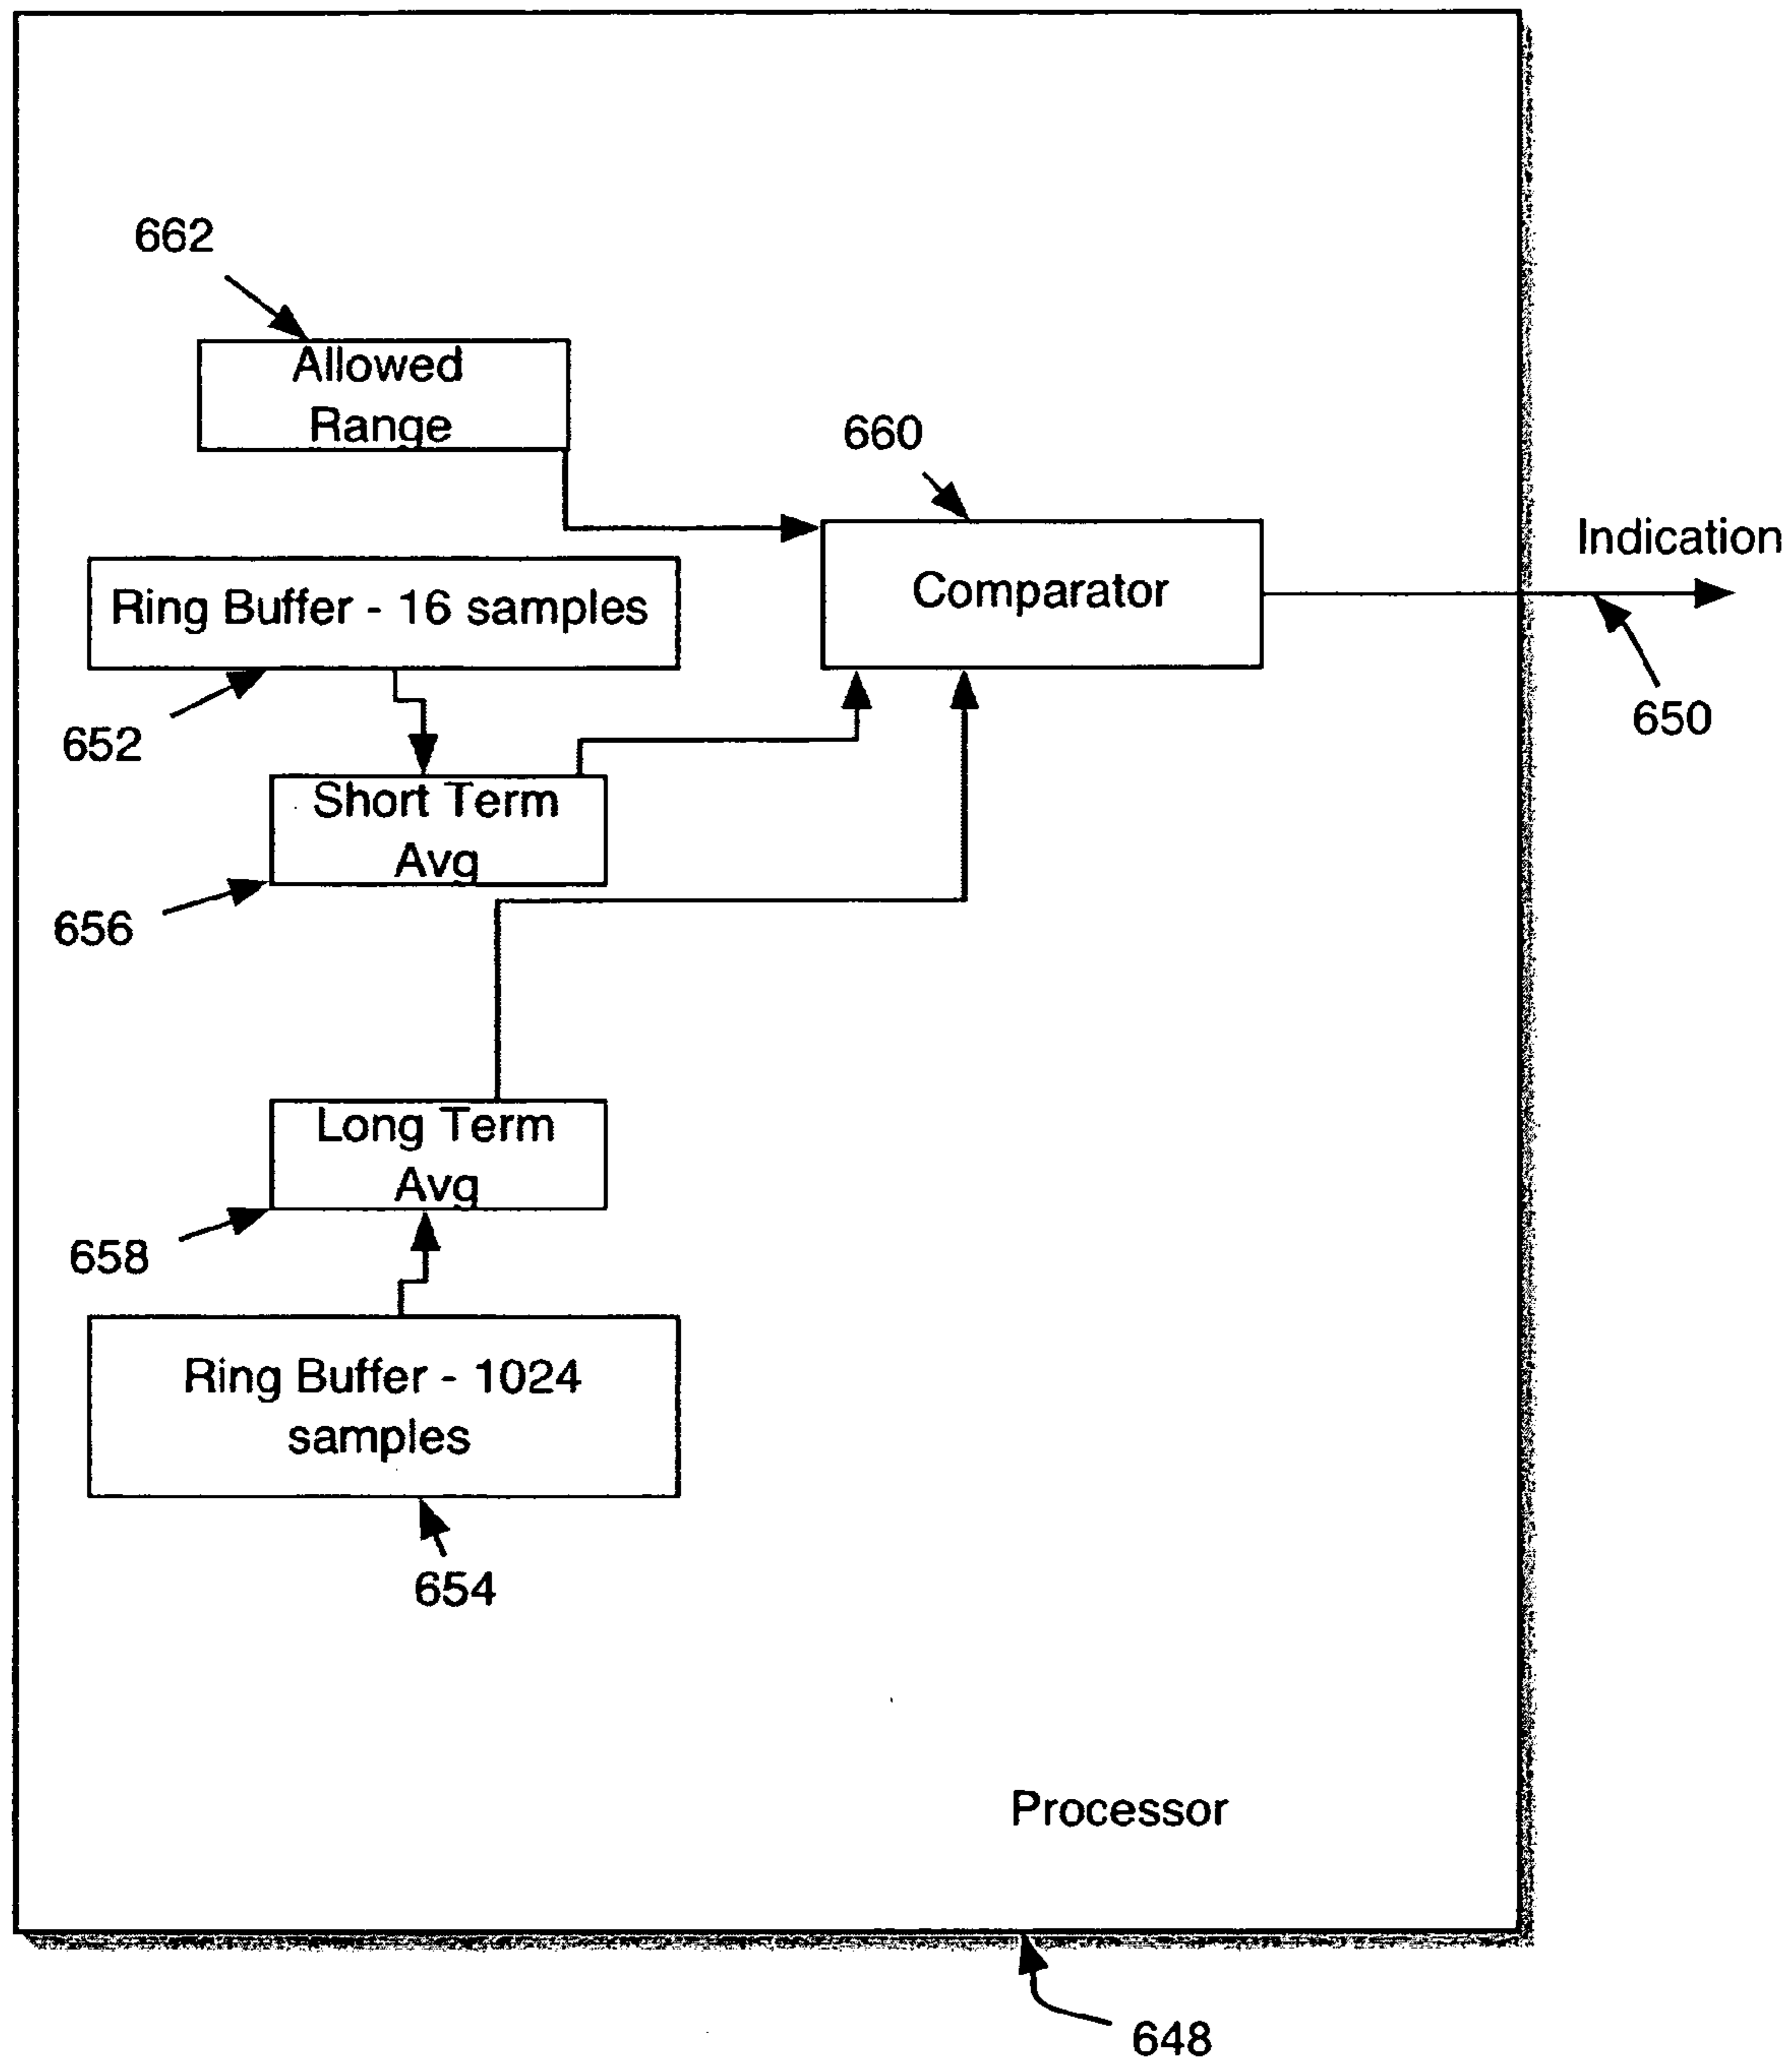 662
Allowed
Range
660
Comparator
Indication
650
Ring Buffer - 16 samples
652
Short Term
Avg
656
Long Term
Avg
658
Ring Buffer - 1024
samples
654
Processor
648